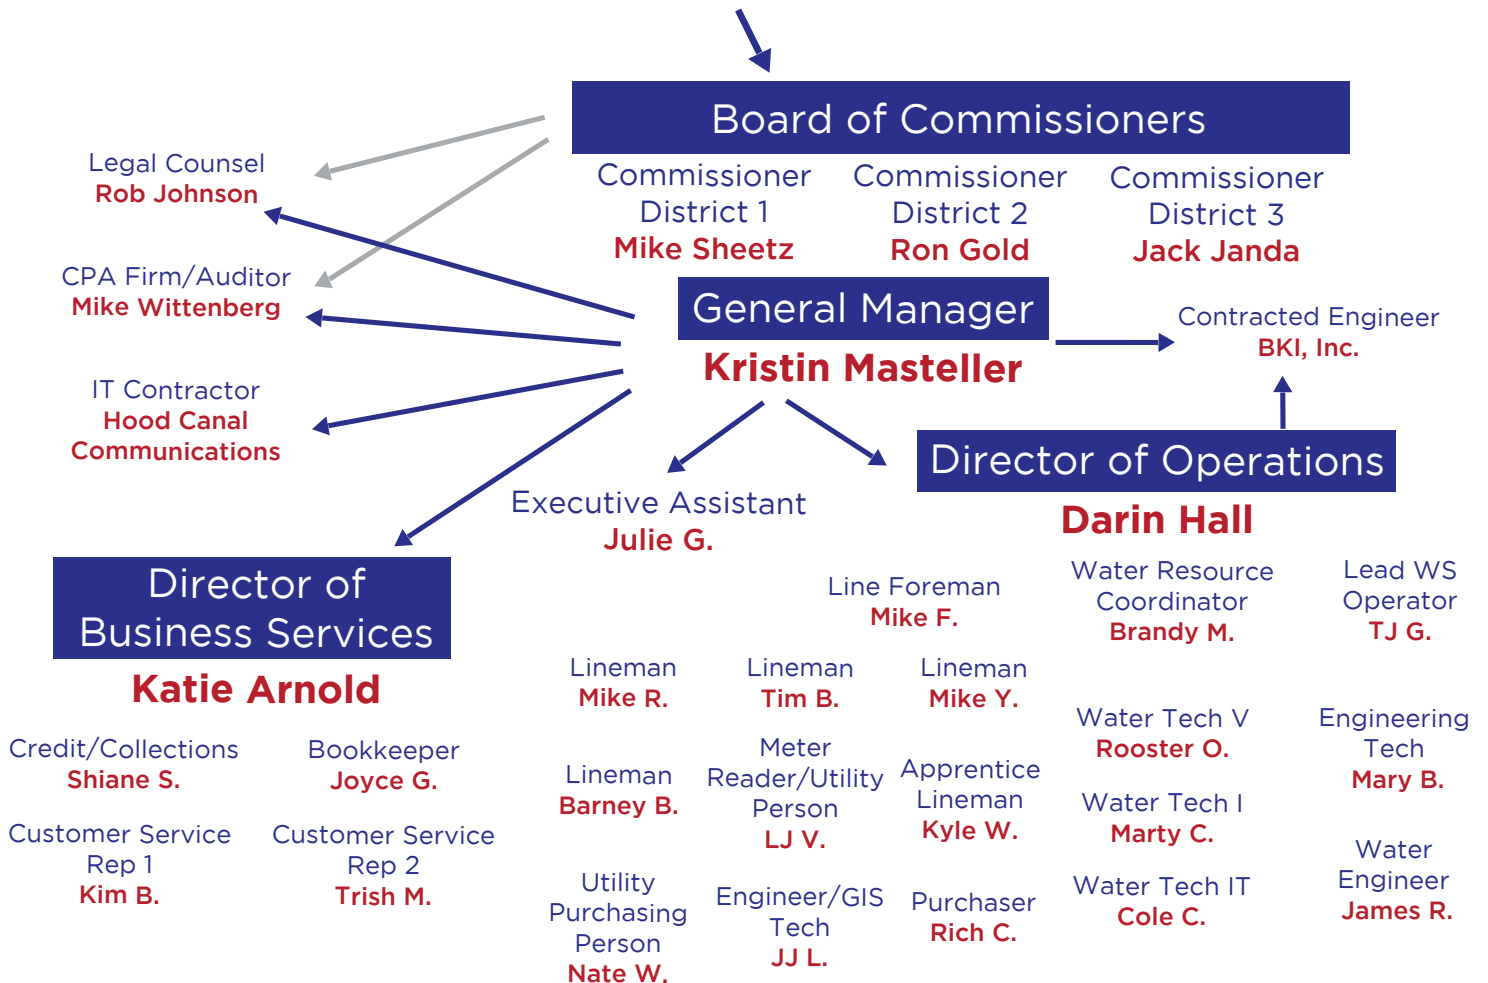 Board of Commissioners
Commissioner
District 1
Mike Sheetz
Commissioner
District 2
Ron Gold
Commissioner
District 3
Jack Janda
Legal Counsel
Rob Johnson
CPA Firm/Auditor
Mike Wittenberg
IT Contractor
Hood Canal
Communications
General Manager
Kristin Masteller
Contracted Engineer
BKI, Inc.
Executive Assistant
Julie G.
Director of Operations
Darin Hall
Director of
Business Services
Katie Arnold
Credit/Collections
Shiane S.
Bookkeeper
Joyce G.
Customer Service
Rep 1
Kim B.
Customer Service
Rep 2
Trish M.
Line Foreman
Mike F.
Lineman
Mike R.
Lineman
Tim B.
Lineman
Mike Y.
Lineman
Barney B.
Meter
Reader/Utility
Person
LJ V.
Apprentice
Lineman
Kyle W.
Utility
Purchasing
Person
Nate W.
Engineer/GIS
Tech
JJ L.
Purchaser
Rich C.
Water Resource
Coordinator
Brandy M.
Lead WS
Operator
TJ G.
Water Tech V
Rooster O.
Engineering
Tech
Mary B.
Water Tech I
Marty C.
Water Tech IT
Cole C.
Water
Engineer
James R.